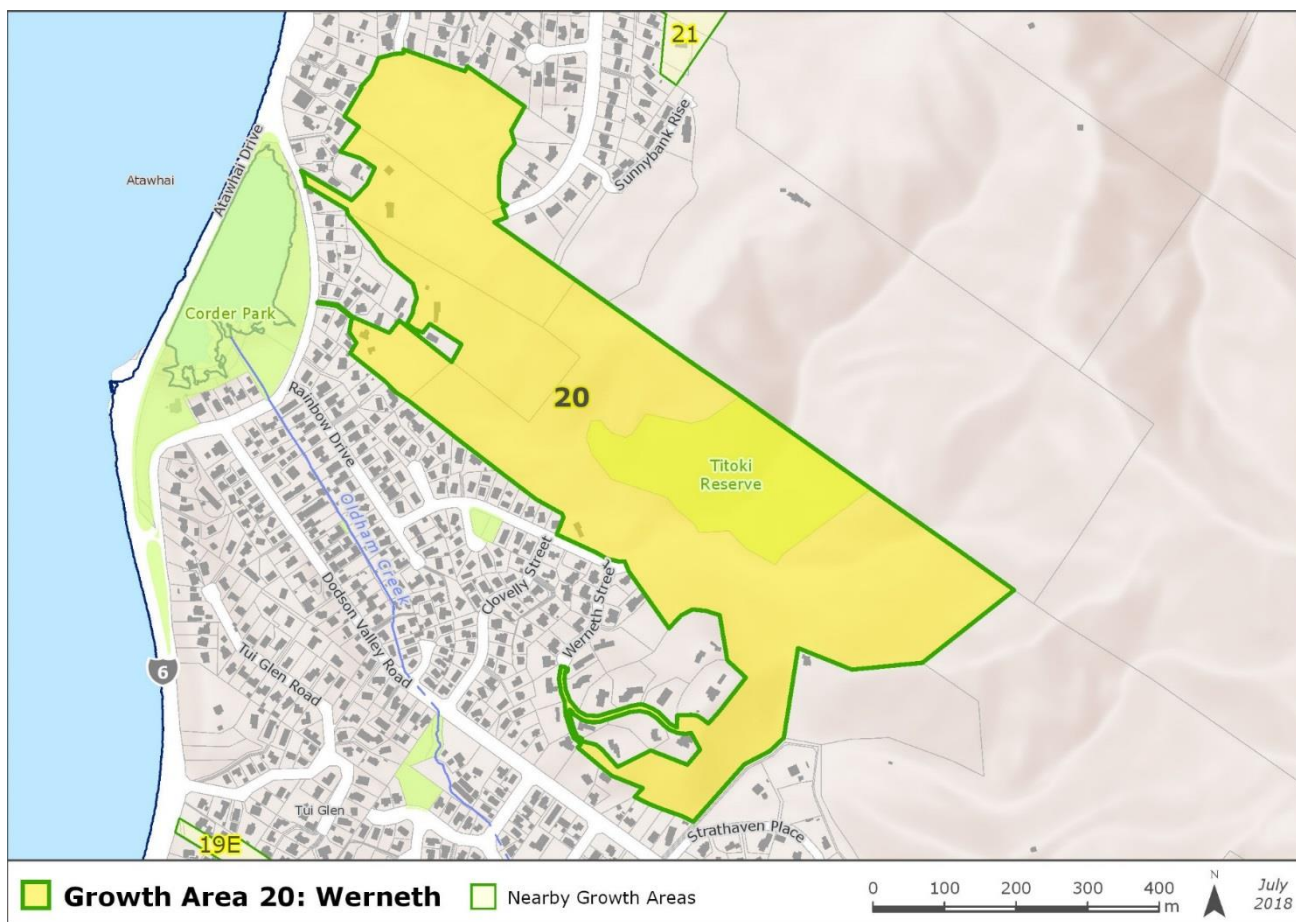 21
Sunnybank Rise
Atawhai Drive
Atawhai
Corder Park
20
Titoki
Reserve
Rainbow Drive
Oldham Creek
Clovelly Street
Werneth Street
Dodson Valley Road
Tui Glen Road
6
Tui Glen
Strathaven Place
19E
Growth Area 20: Werneth
Nearby Growth Areas
0 100 200 300 400
m
N
July
2018